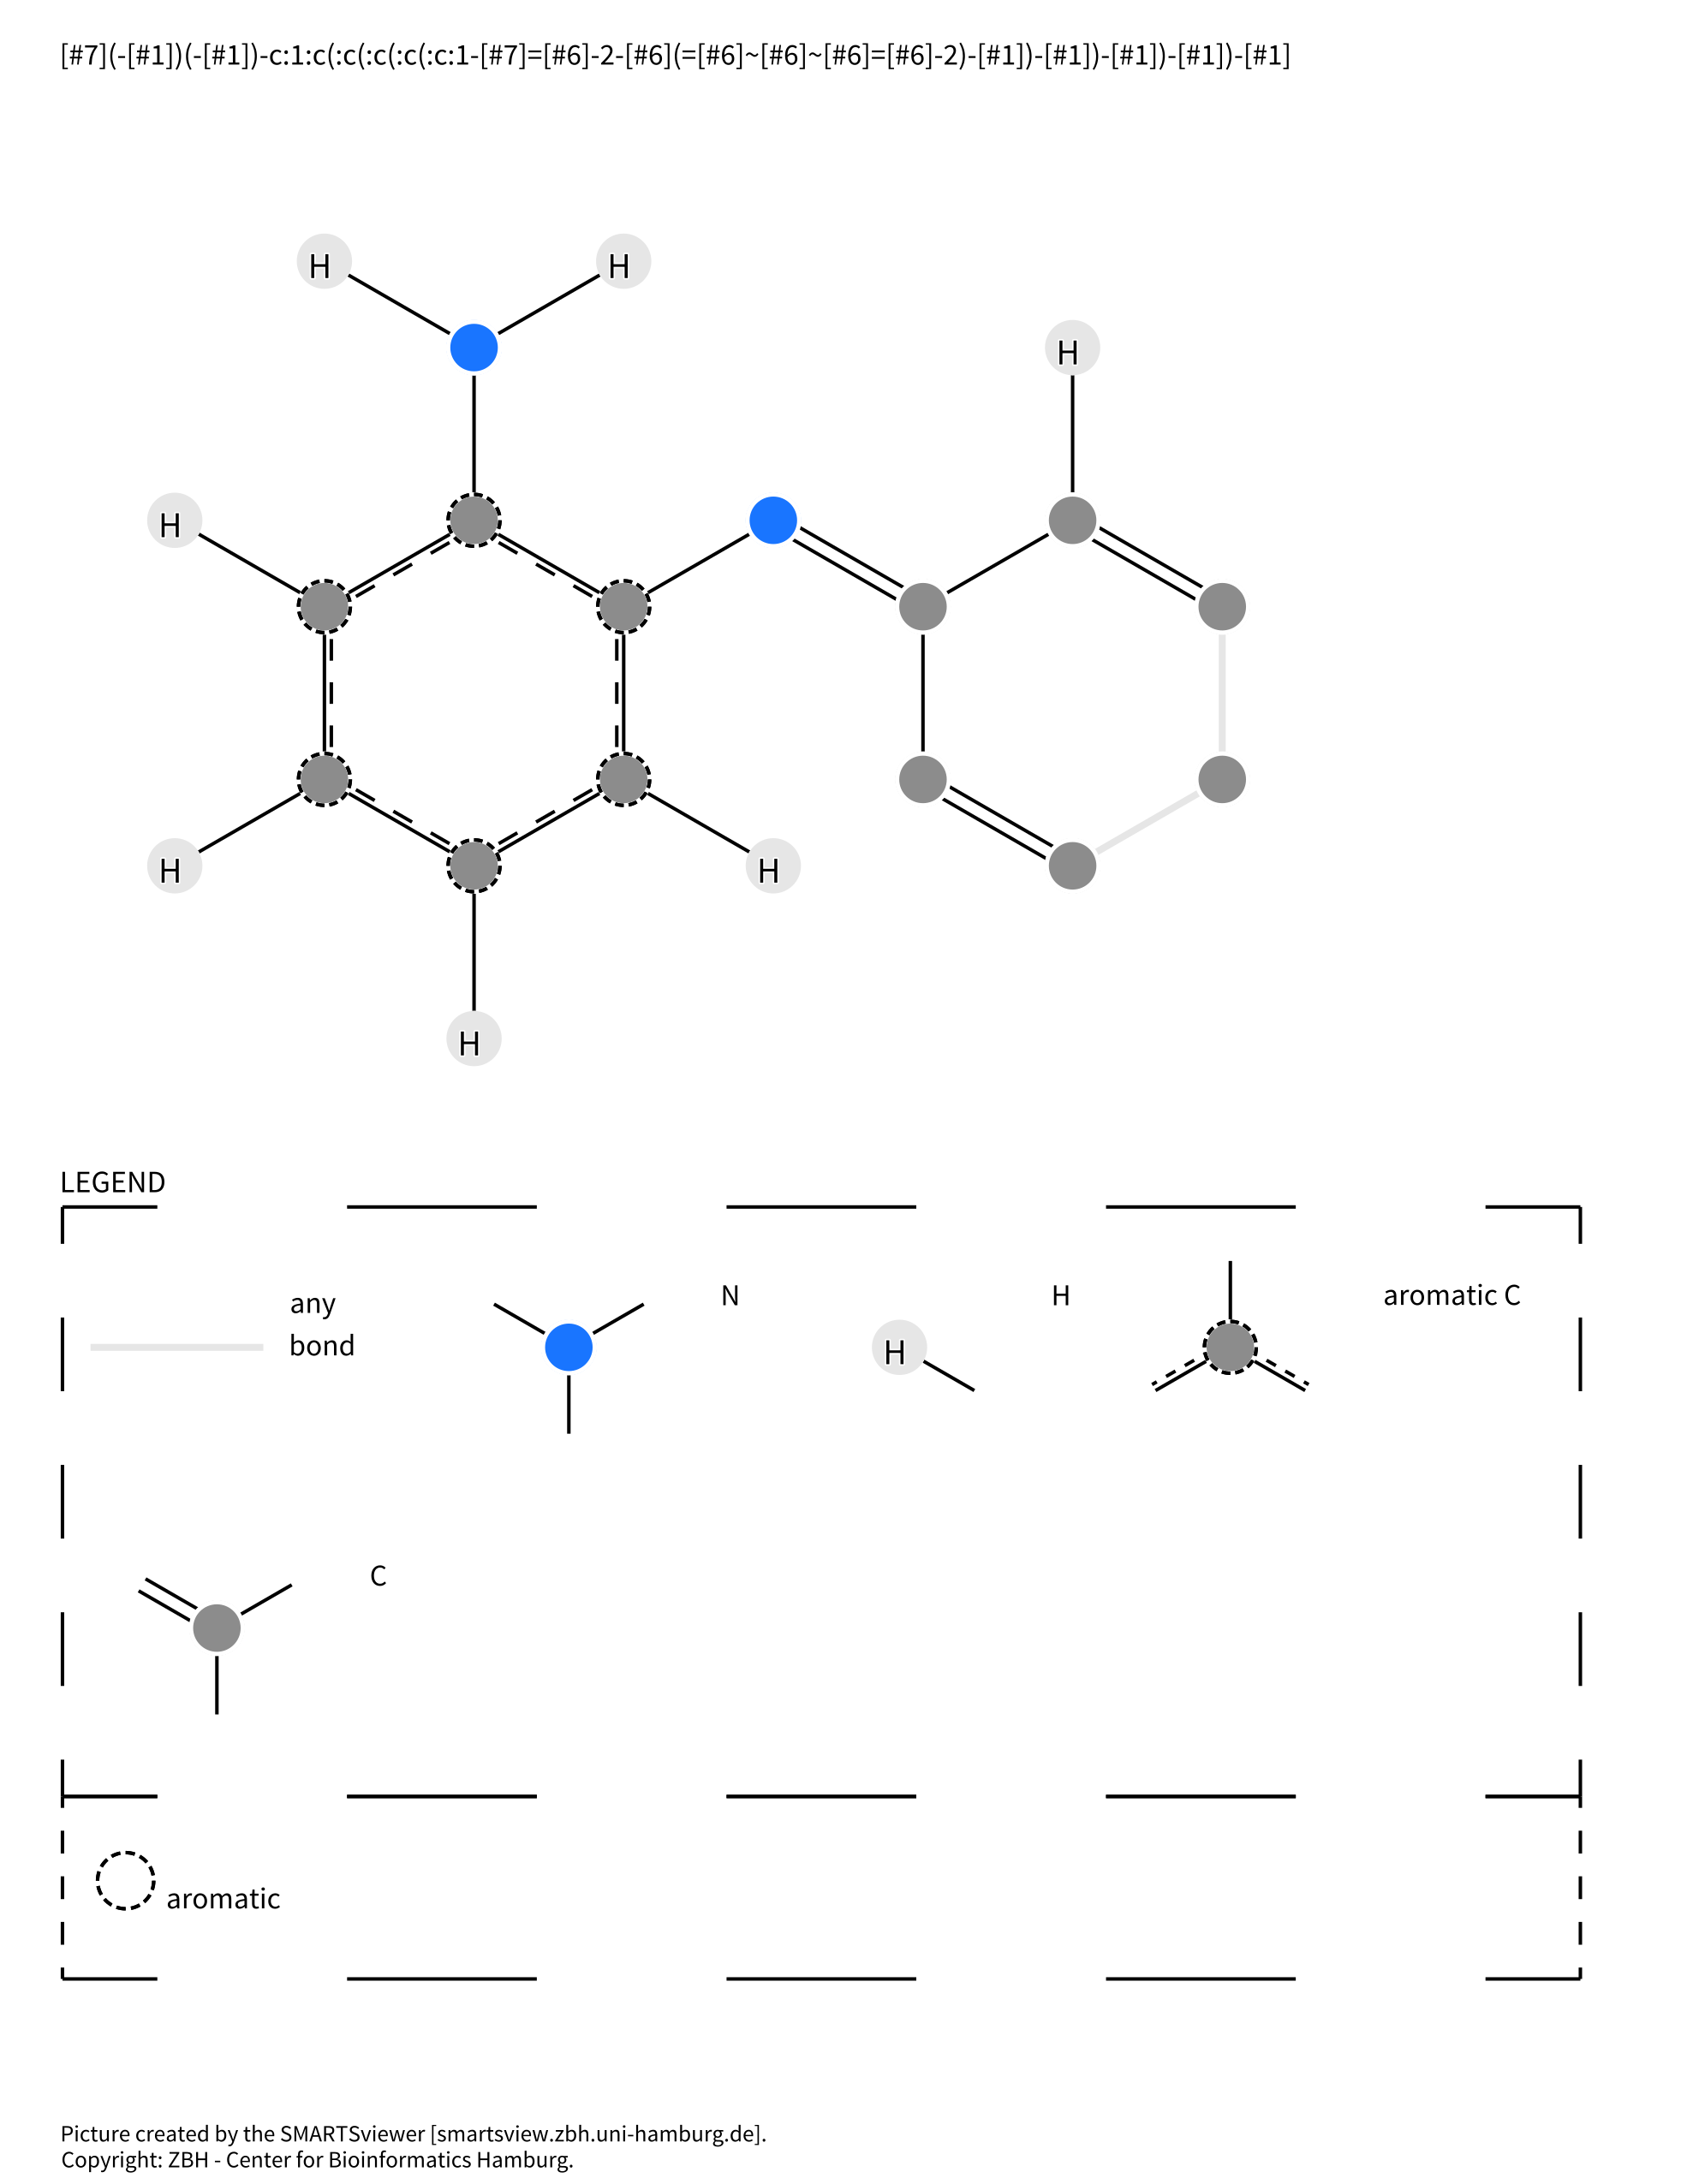 [#7](-[#1])(-[#1])-c:1:c(:c(:c(:c(:c:1-[#7]=[#6]-2-[#6](=[#6]~[#6]~[#6]=[#6]-2)-[#1])-[#1])-[#1])-[#1])-[#1]
H H
H
H
H H
H
LEGEND
any
bond
N
H
H
aromatic C
C
aromatic
Picture created by the SMARTSviewer [smartsview.zbh.uni-hamburg.de].
Copyright: ZBH - Center for Bioinformatics Hamburg.